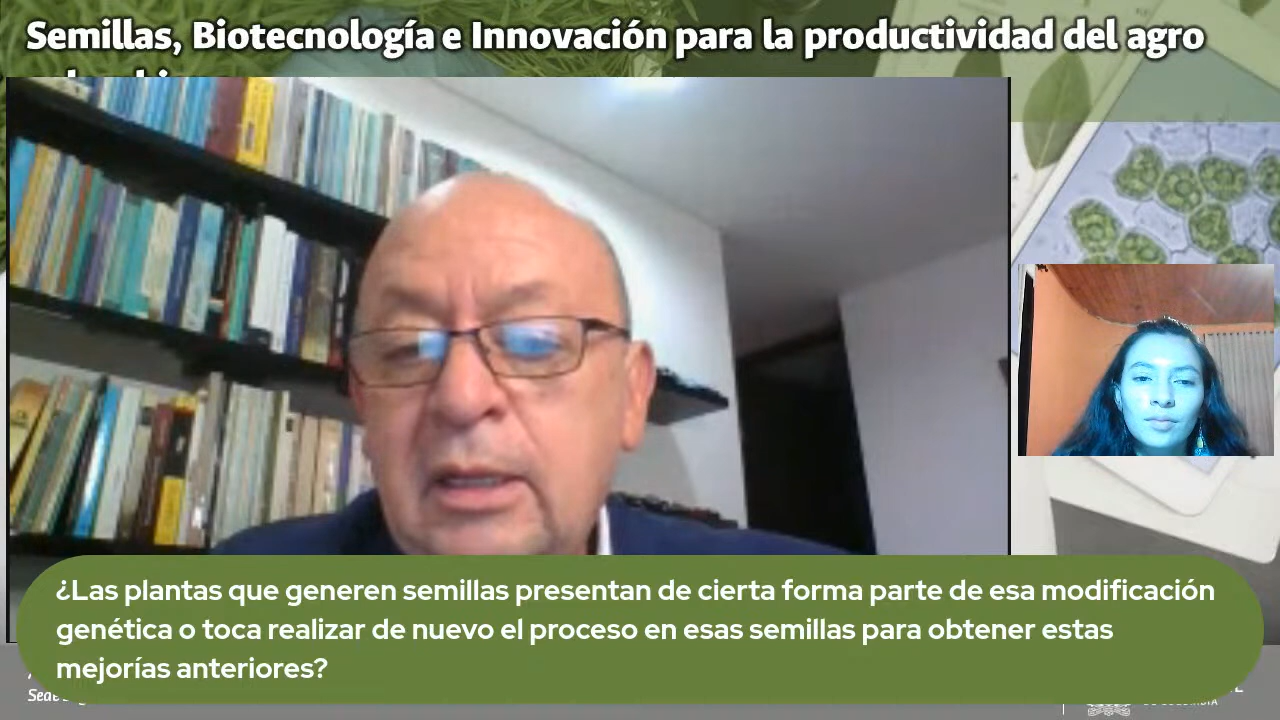 Semillas, Biotecnología e Innovación para la productividad del agro
¿Las plantas que generen semillas presentan de cierta forma parte de esa modificación
genética o toca realizar de nuevo el proceso en esas semillas para obtener estas
mejorías anteriores?